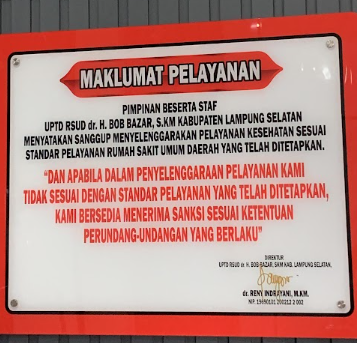 MAKLUMAT PELAYANAN
PIMPINAN BESERTA STAF
UPTD RSUD dr. H. BOB BAZAR, S.KM KABUPATEN LAMPUNG SELATAN
MENYATAKAN SANGGUP MENYELENGGARAKAN PELAYANAN KESEHATAN SESUAI
STANDAR PELAYANAN RUMAH SAKIT UMUM DAERAH YANG TELAH DITETAPKAN.
"DAN APABILA DALAM PENYELENGGARAAN PELAYANAN KAMI
TIDAK SESUAI DENGAN STANDAR PELAYANAN YANG TELAH DITETAPKAN,
KAMI BERSEDIA MENERIMA SANKSI SESUAI KETENTUAN
PERUNDANG-UNDANGAN YANG BERLAKU"
DIREKTUR
UPTD RSUD dr. H. BOB BAZAR, SKM KAB. LAMPUNG SELATAN,
dr. RENY INDRAYANI, M.KM.
NIP.